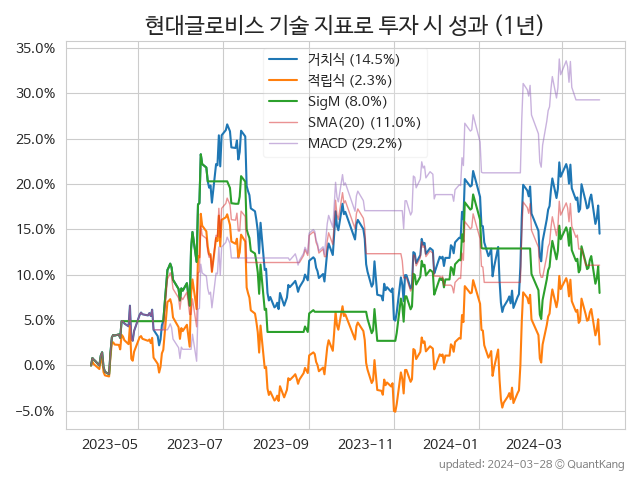 현대글로비스 기술 지표로 투자 시 성과 (1년)
35.0%
30.0%
25.0%
20.0%
15.0%
10.0%
5.0%
0.0%
−5.0%
거치식 (14.5%)
적립식 (2.3%)
SigM (8.0%)
SMA(20) (11.0%)
MACD (29.2%)
2023-05 2023-07 2023-09 2023-11 2024-01 2024-03
updated: 2024-03-28 © QuantKang